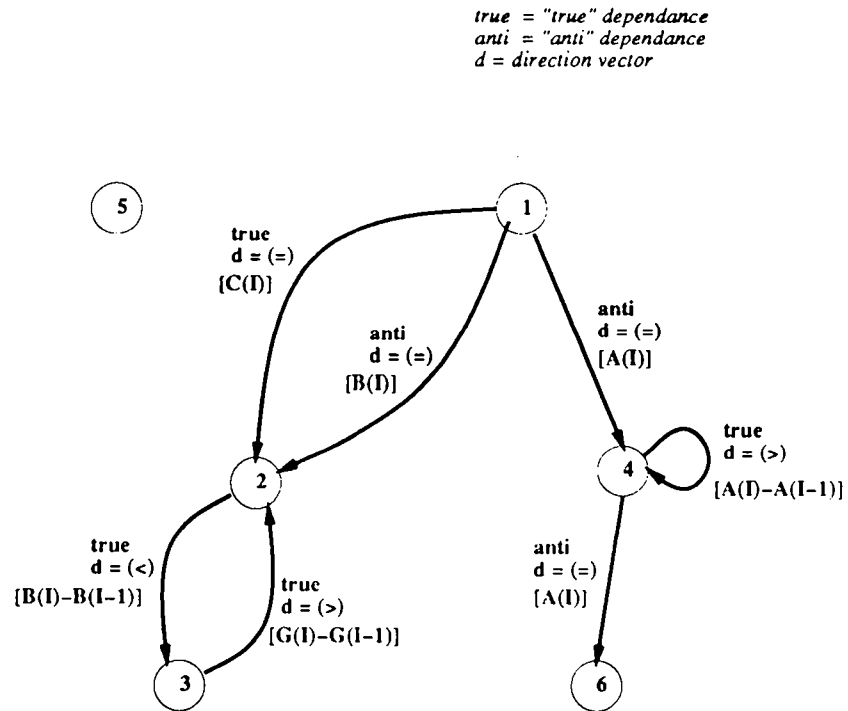 true = "true" dependance
anti = "anti" dependance
d = direction vector
5
1
true
d = (=)
[C(I)]
anti
d = (=)
[B(I)]
anti
d = (=)
[A(I)]
2
4
true
d = (>)
[A(I)-A(I-1)]
true
d = (<)
[B(I)-B(I-1)]
true
d = (>)
[G(I)-G(I-1)]
anti
d = (=)
[A(I)]
3
6